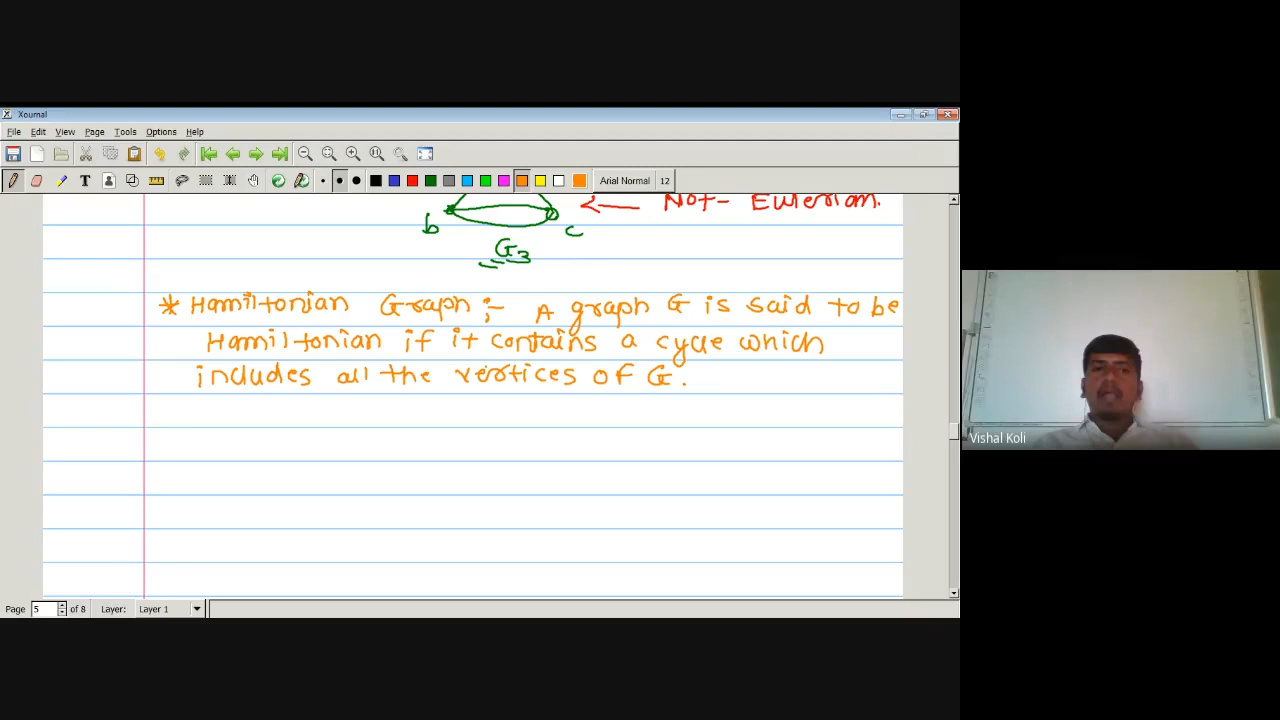 Xournal
File Edit View Page Tools Options Help
Arial Normal 12
Not- Eulerian.
b
c
G3
* Hamiltonian Graph :- A graph G is said to be
Hamiltonian if it contains a cycle which
includes all the vertices of G.
Vishal Koli
Page 5 of 8 Layer: Layer 1